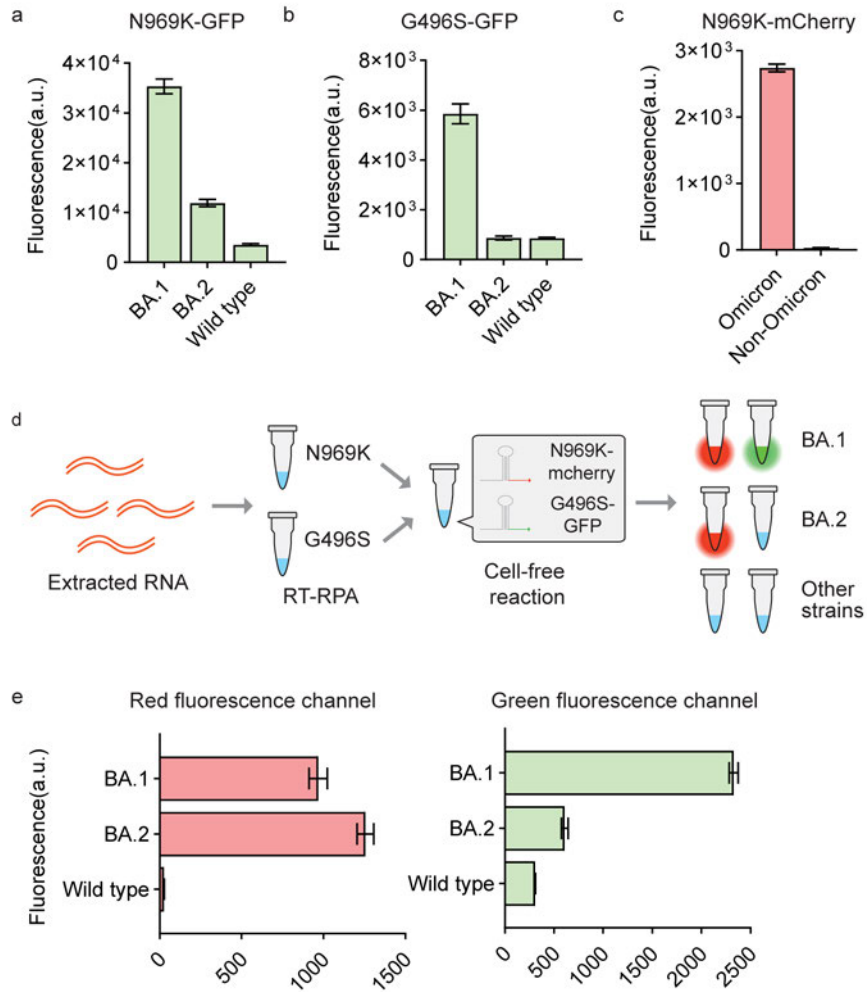 a
N969K-GFP
Fluorescence(a.u.)
4×10⁴
3×10⁴
2×10⁴
1×10⁴
0
BA.1
BA.2
Wild type
b
G496S-GFP
Fluorescence(a.u.)
8×10³
6×10³
4×10³
2×10³
0
BA.1
BA.2
Wild type
c
N969K-mCherry
Fluorescence(a.u.)
3×10³
2×10³
1×10³
0
Omicron
Non-Omicron
d
Extracted RNA
N969K
G496S
RT-RPA
N969K-
mcherry
G496S-
GFP
Cell-free
reaction
BA.1
BA.2
Other
strains
e
Red fluorescence channel
Fluorescence(a.u.)
BA.1
BA.2
Wild type
0
500
1000
1500
Green fluorescence channel
BA.1
BA.2
Wild type
0
500
1000
1500
2000
2500